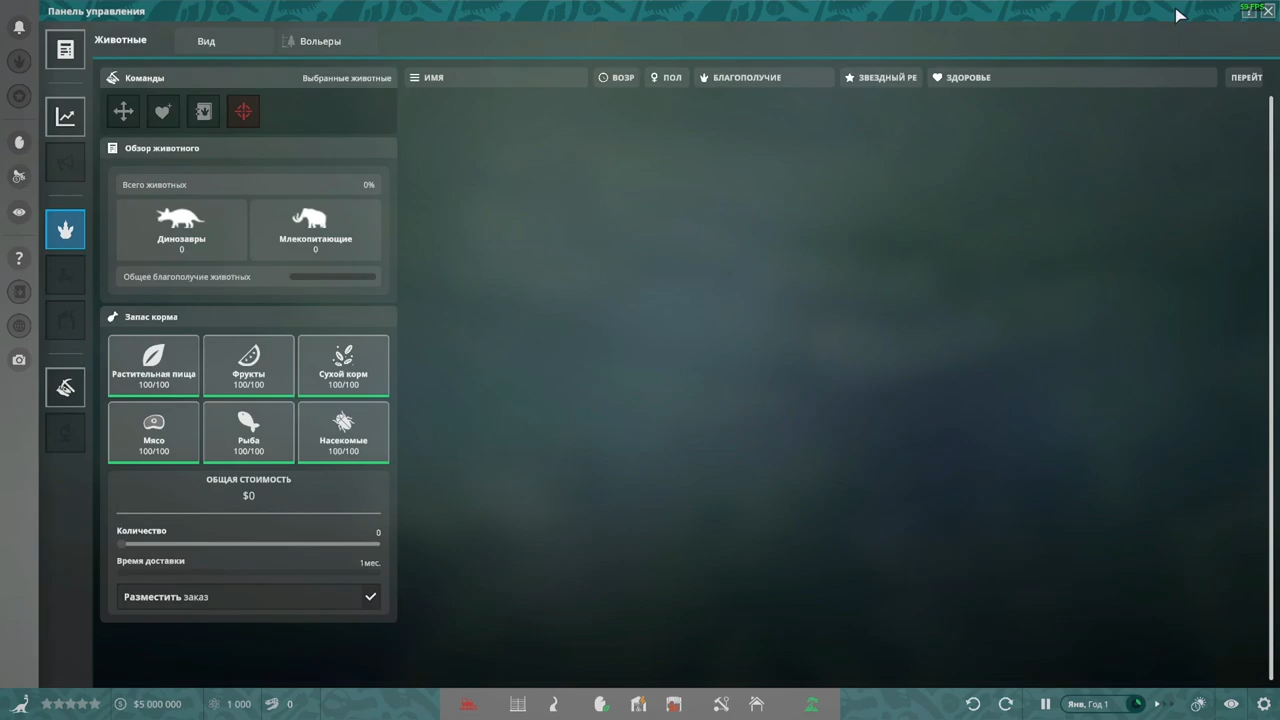 Панель управления
59 FPS
Животные
Вид
Вольеры
Команды
Выбранные животные
ИМЯ
ВОЗР
ПОЛ
БЛАГОПОЛУЧИЕ
ЗВЕЗДНЫЙ РЕ
ЗДОРОВЬЕ
ПЕРЕЙТ
Обзор животного
Всего животных
0%
Динозавры
0
Млекопитающие
0
Общее благополучие животных
Запас корма
Растительная пища
100/100
Фрукты
100/100
Сухой корм
100/100
Мясо
100/100
Рыба
100/100
Насекомые
100/100
ОБЩАЯ СТОИМОСТЬ
$0
Количество
0
Время доставки
1мес.
Разместить заказ
$5 000 000
1 000
0
Янв, Год 1